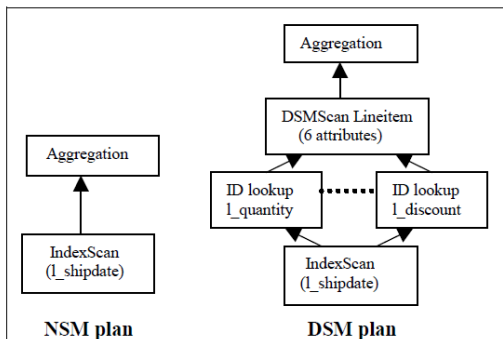 Aggregation
IndexScan
(l_shipdate)
NSM plan
Aggregation
DSMScan Lineitem
(6 attributes)
ID lookup
l_quantity
ID lookup
l_discount
IndexScan
(l_shipdate)
DSM plan